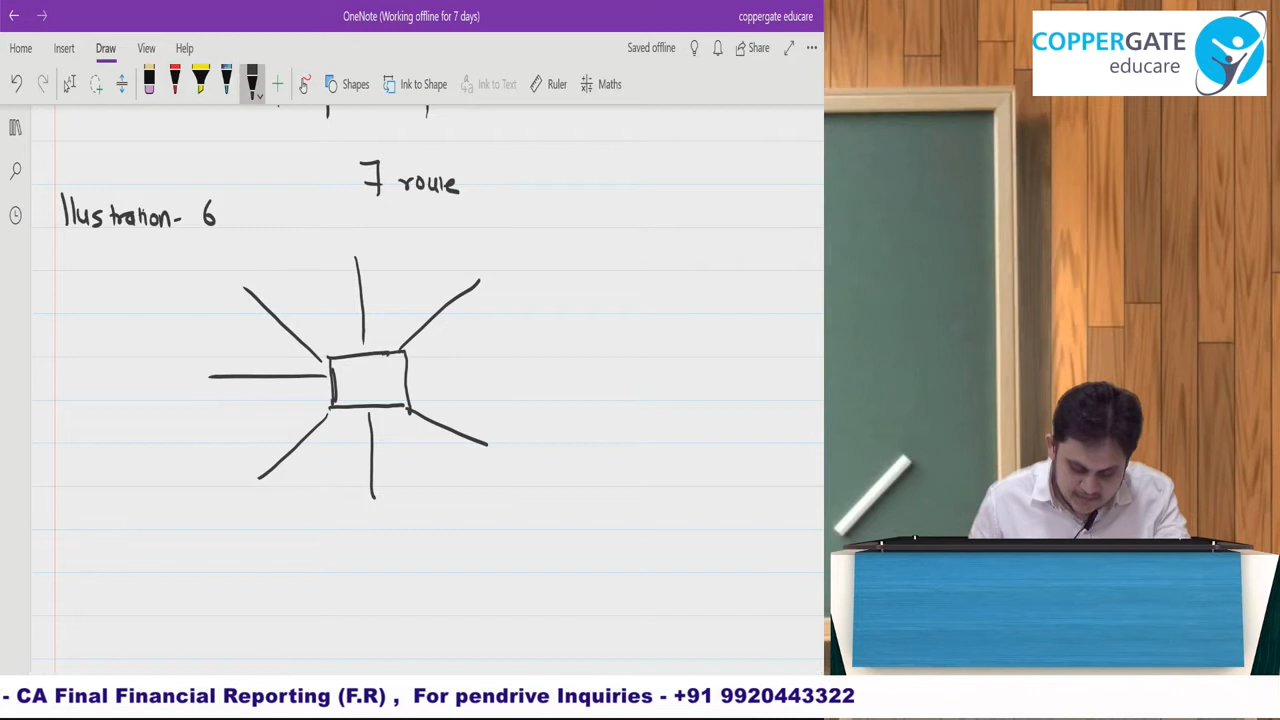 OneNote (Working offline for 7 days)
coppergate educare
Home Insert Draw View Help
Saved offline
Share
Shapes
Ink to Shape
Ink to Text
Ruler
Maths
COPPERGATE
educare
7 route
Illustration- 6
- CA Final Financial Reporting (F.R) , For pendrive Inquiries - +91 9920443322